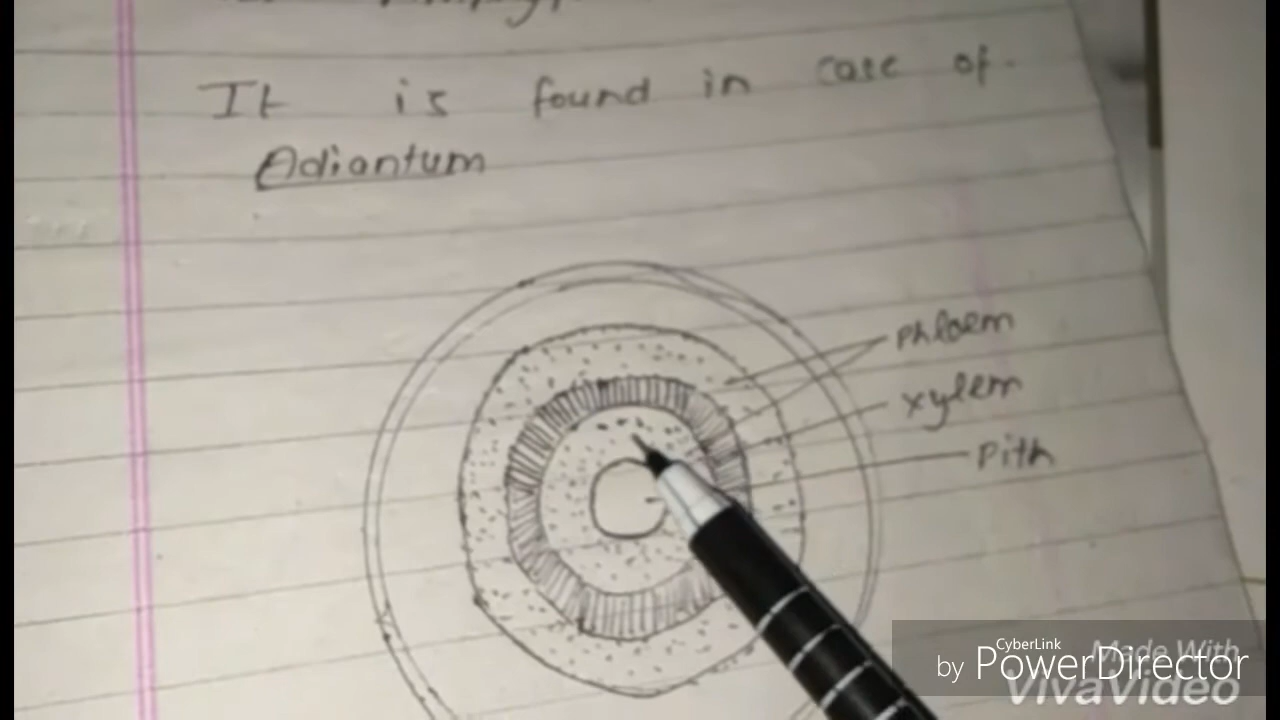 It is found in case of.
Adiantum
Phloem
xylem
Pith
CyberLink
by PowerDirector
Made With
VivaVideo